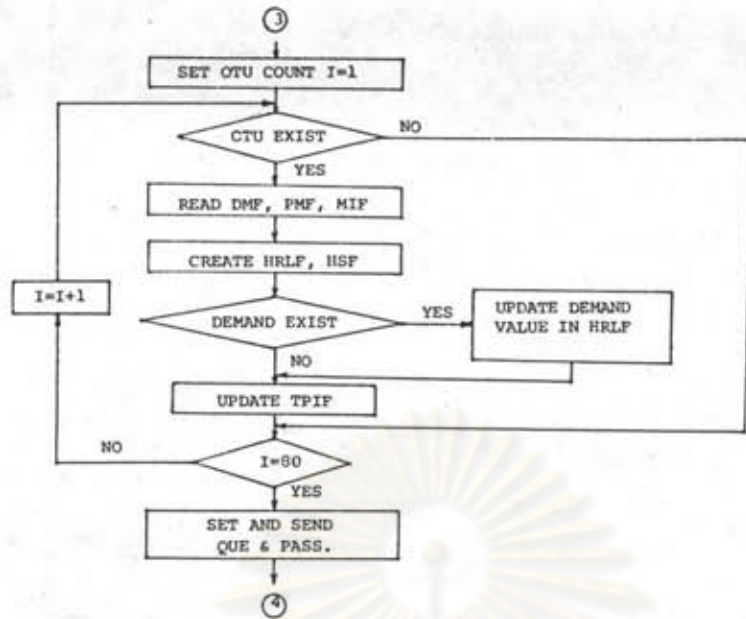 3
SET OTU COUNT I=1
CTU EXIST
NO
YES
READ DMF, PMF, MIF
CREATE HRLF, HSF
I=I+1
DEMAND EXIST
YES
UPDATE DEMAND
VALUE IN HRLF
NO
UPDATE TPIF
NO
I=80
YES
SET AND SEND
QUE & PASS.
4